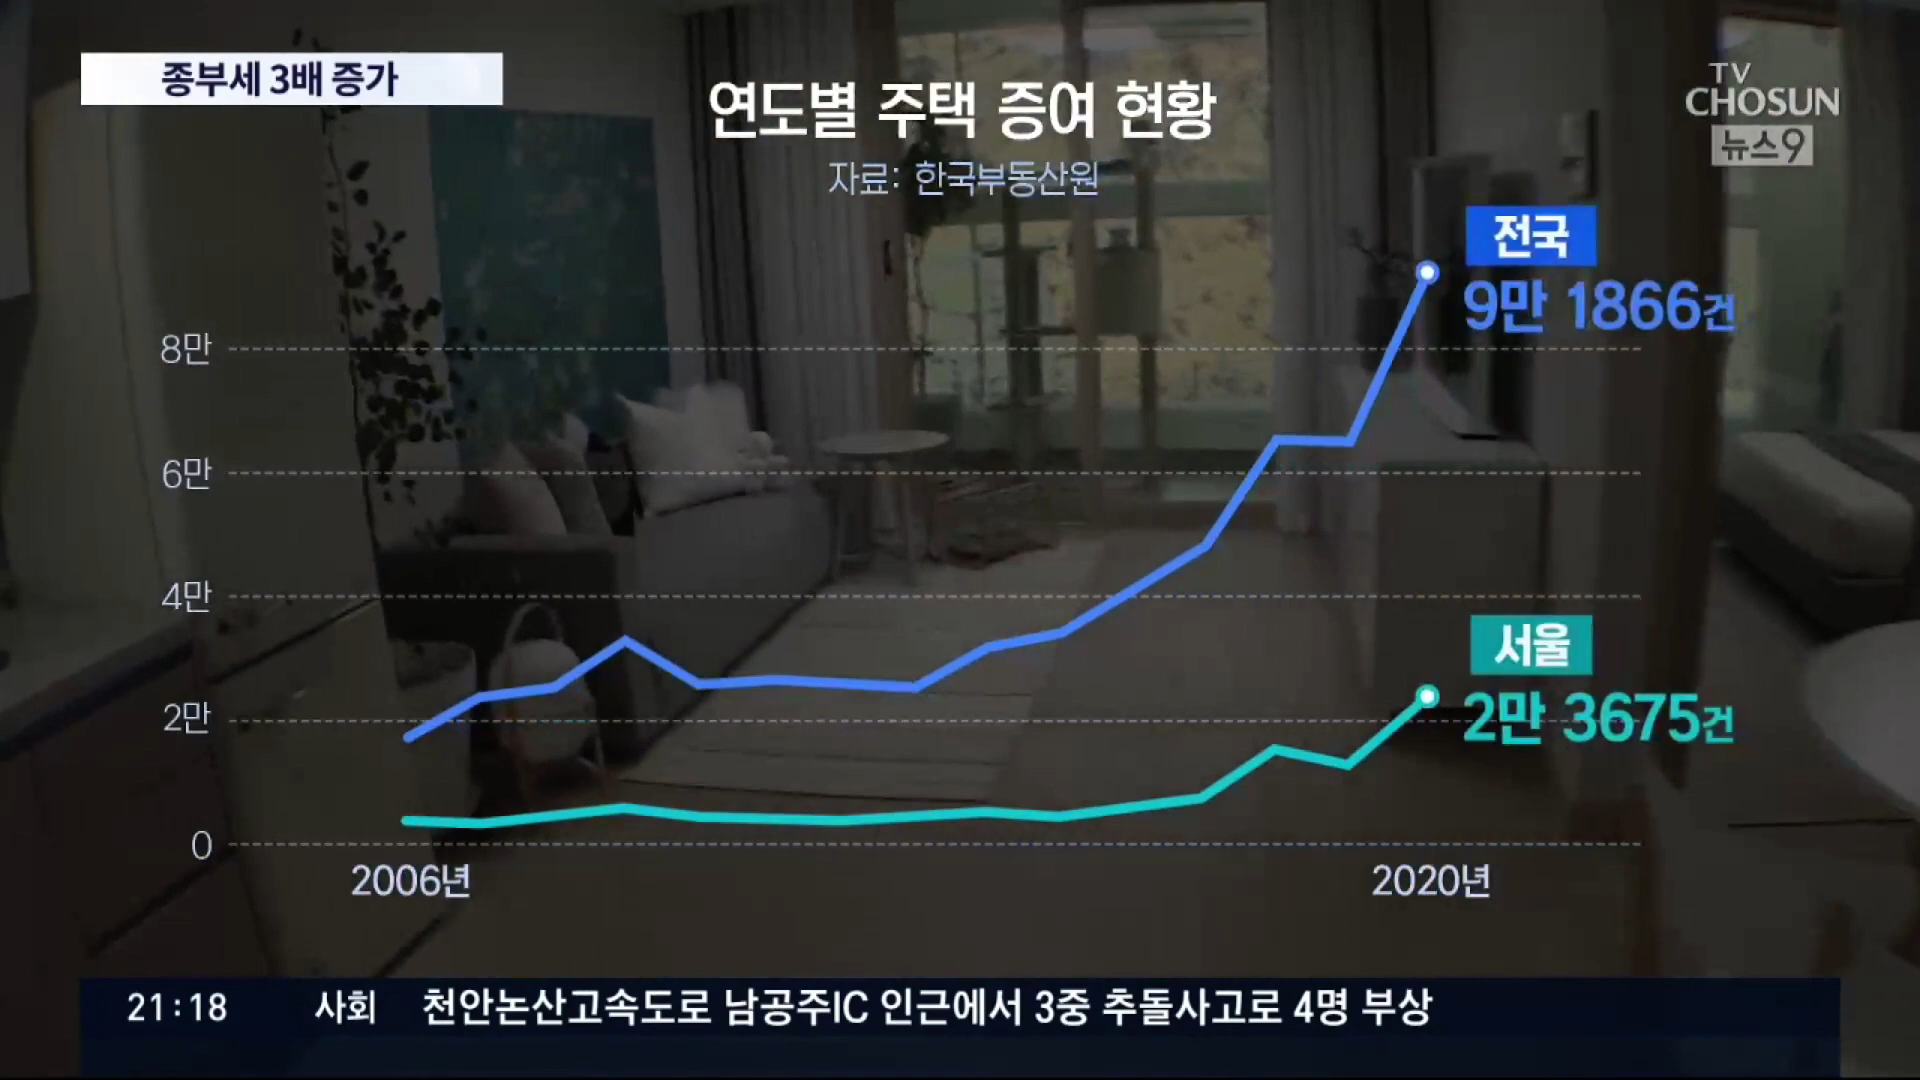 종부세 3배 증가
연도별 주택 증여 현황
자료: 한국부동산원
TV
CHOSUN
뉴스9
전국
9만 1866건
8만
6만
4만
서울
2만 3675건
2만
0
2006년
2020년
21:18 사회 천안논산고속도로 남공주IC 인근에서 3중 추돌사고로 4명 부상